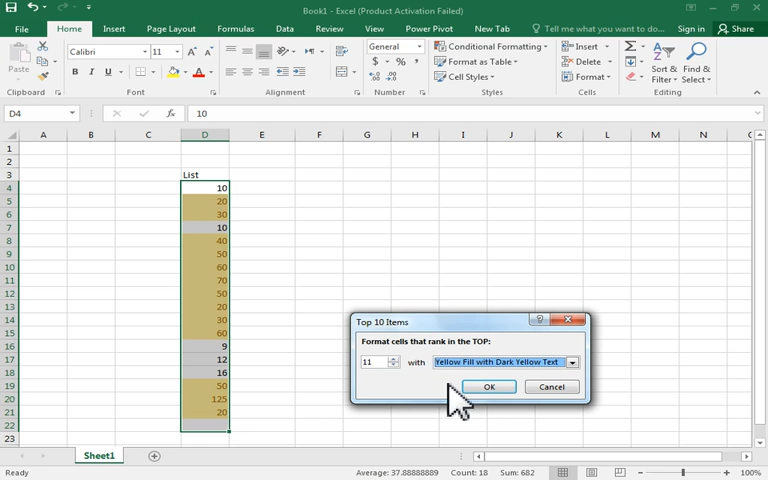 Book1 - Excel (Product Activation Failed)
File Home Insert Page Layout Formulas Data Review View Power Pivot New Tab Tell me what you want to do... Sign in Share
Paste Calibri 11 General Conditional Formatting Insert
B I U $ % , Format as Table Delete Sort & Find &
Cell Styles Format Filter Select
Clipboard Font Alignment Number Styles Cells Editing
D4 fx 10
A B C D E F G H I J K L M N
1
2
3 List
4 10
5 20
6 30
7 10
8 40
9 50
10 60
11 70
12 50
13 20
14 30
15 60
16 9
17 12
18 16
19 50
20 125
21 20
22
23
Top 10 Items
Format cells that rank in the TOP:
11 with Yellow Fill with Dark Yellow Text
OK Cancel
Sheet1
Ready Average: 37.88888889 Count: 18 Sum: 682 100%